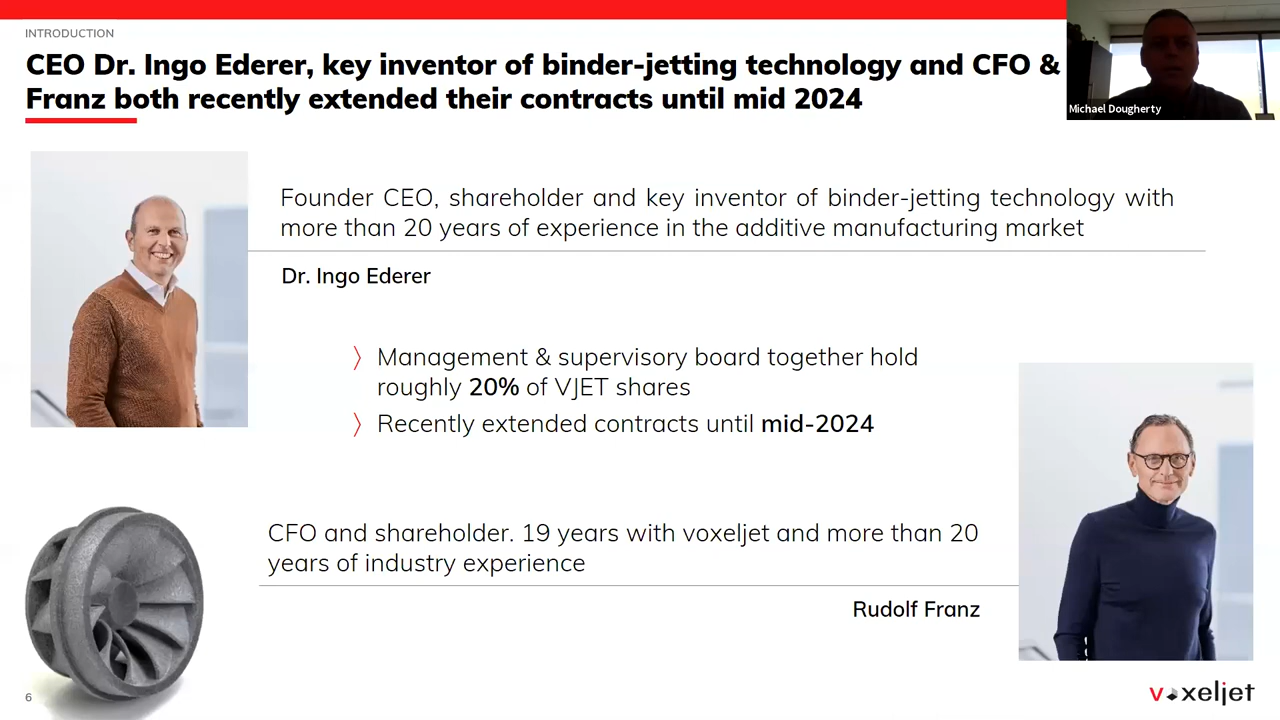 INTRODUCTION
CEO Dr. Ingo Ederer, key inventor of binder-jetting technology and CFO &
Franz both recently extended their contracts until mid 2024
Michael Dougherty
Founder CEO, shareholder and key inventor of binder-jetting technology with
more than 20 years of experience in the additive manufacturing market
Dr. Ingo Ederer
〉 Management & supervisory board together hold
roughly 20% of VJET shares
〉 Recently extended contracts until mid-2024
CFO and shareholder. 19 years with voxeljet and more than 20
years of industry experience
Rudolf Franz
6
voxeljet